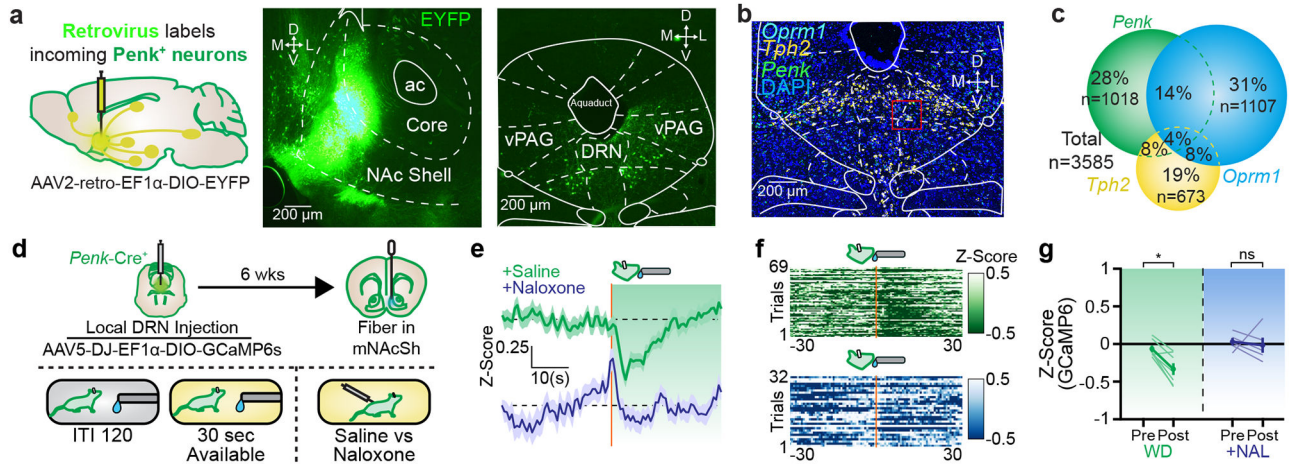 a
Retrovirus labels
incoming Penk⁺ neurons
AAV2-retro-EF1α-DIO-EYFP
EYFP
D
M L
V
ac
Core
NAc Shell
200 µm
D
M L
V
Aquaduct
vPAG
vPAG
DRN
200 µm
b
Oprm1
Tph2
Penk
DAPI
D
M L
V
200 µm
c
Penk
28%
n=1018
14%
31%
n=1107
4%
8%
8%
Total
n=3585
19%
n=673
Tph2
Oprm1
d
Penk-Cre⁺
6 wks
Local DRN Injection
AAV5-DJ-EF1α-DIO-GCaMP6s
Fiber in
mNAcSh
ITI 120
30 sec
Available
Saline vs
Naloxone
e
+Saline
+Naloxone
Z-Score
0.25
10(s)
f
Z-Score
69
Trials
1
-30
30
0.5
-0.5
32
Trials
1
-30
30
0.5
-0.5
g
* ns
Z-Score
(GCaMP6)
1
0.5
0
-0.5
-1
Pre Post Pre Post
WD +NAL